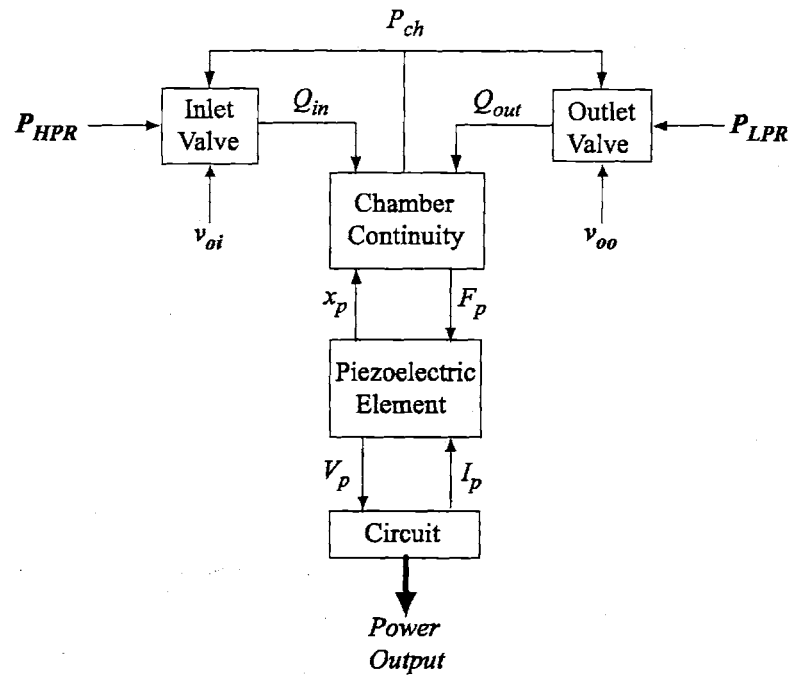 P_ch
Inlet
Valve
Q_in
Q_out
Outlet
Valve
P_HPR
P_LPR
Chamber
Continuity
v_oi
v_oo
x_p
F_p
Piezoelectric
Element
V_p
I_p
Circuit
Power
Output